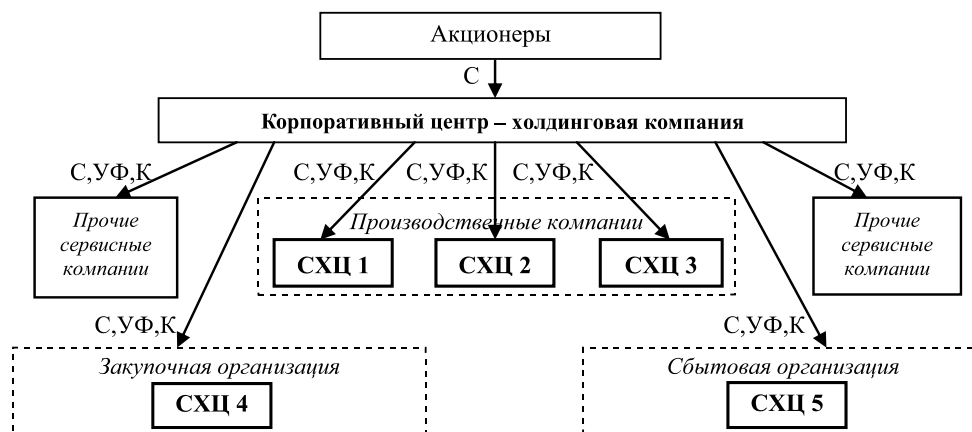 Акционеры
С
Корпоративный центр – холдинговая компания
С,УФ,К
С,УФ,К
С,УФ,К
С,УФ,К
С,УФ,К
Прочие
сервисные
компании
Производственные компании
СХЦ 1
СХЦ 2
СХЦ 3
Прочие
сервисные
компании
С,УФ,К
С,УФ,К
Закупочная организация
СХЦ 4
Сбытовая организация
СХЦ 5